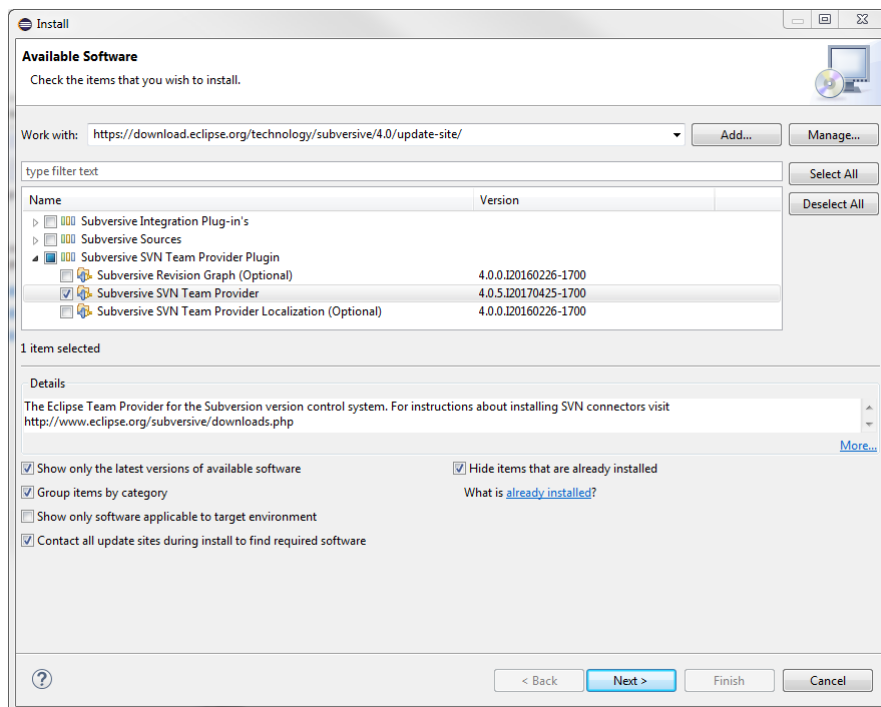 Install
Available Software
Check the items that you wish to install.
Work with: https://download.eclipse.org/technology/subversive/4.0/update-site/ Add... Manage...
type filter text Select All
Name Version Deselect All
Subversive Integration Plug-in's
Subversive Sources
Subversive SVN Team Provider Plugin
Subversive Revision Graph (Optional) 4.0.0.I20160226-1700
Subversive SVN Team Provider 4.0.5.I20170425-1700
Subversive SVN Team Provider Localization (Optional) 4.0.0.I20160226-1700
1 item selected
Details
The Eclipse Team Provider for the Subversion version control system. For instructions about installing SVN connectors visit
http://www.eclipse.org/subversive/downloads.php
More...
Show only the latest versions of available software Hide items that are already installed
Group items by category What is already installed?
Show only software applicable to target environment
Contact all update sites during install to find required software
? < Back Next > Finish Cancel